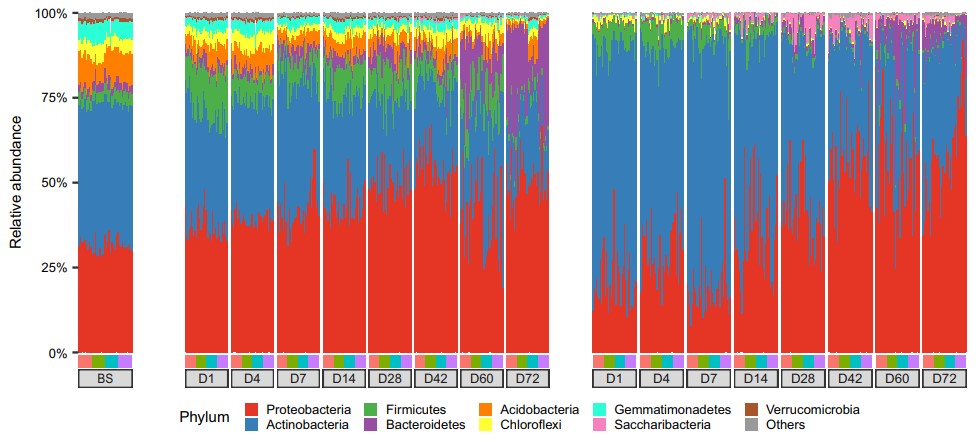 100%
75%
50%
25%
0%
Relative abundance
BS
D1 D4 D7 D14 D28 D42 D60 D72
D1 D4 D7 D14 D28 D42 D60 D72
Phylum
Proteobacteria Firmicutes Acidobacteria Gemmatimonadetes Verrucomicrobia
Actinobacteria Bacteroidetes Chloroflexi Saccharibacteria Others